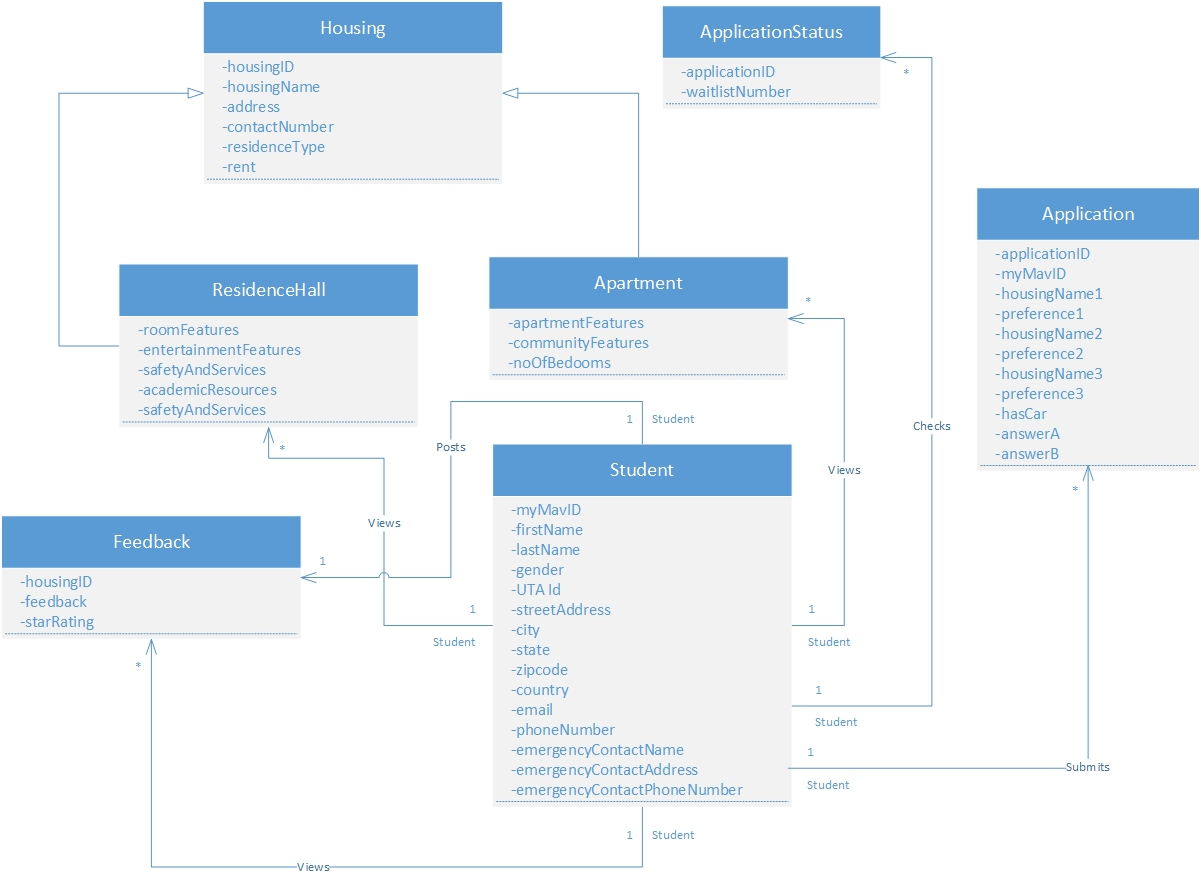 Housing
-housingID
-housingName
-address
-contactNumber
-residenceType
-rent
ApplicationStatus
-applicationID
-waitlistNumber
*
Application
-applicationID
-myMavID
-housingName1
-preference1
-housingName2
-preference2
-housingName3
-preference3
-hasCar
-answerA
-answerB
*
ResidenceHall
-roomFeatures
-entertainmentFeatures
-safetyAndServices
-academicResources
-safetyAndServices
*
Apartment
-apartmentFeatures
-communityFeatures
-noOfBedooms
*
1 Student
Posts
Checks
Views
Views
Student
-myMavID
-firstName
-lastName
-gender
-UTA Id
-streetAddress
-city
-state
-zipcode
-country
-email
-phoneNumber
-emergencyContactName
-emergencyContactAddress
-emergencyContactPhoneNumber
Feedback
-housingID
-feedback
-starRating
1
*
1
Student
1
Student
1
Student
1
Student
Submits
1 Student
Views